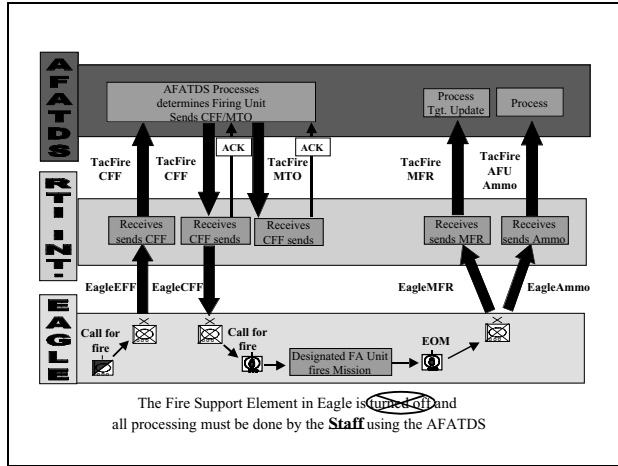 AFATDS
AFATDS Processes
determines Firing Unit
Sends CFF/MTO
Process
Tgt. Update
Process
ACK
ACK
TacFire
CFF
TacFire
CFF
TacFire
MTO
TacFire
MFR
TacFire
AFU
Ammo
RTI INT.
Receives
sends CFF
Receives
CFF sends
Receives
CFF sends
Receives
sends MFR
Receives
sends Ammo
EagleEFF
EagleCFF
EagleMFR
EagleAmmo
EAGLE
Call for
fire
Call for
fire
Designated FA Unit
fires Mission
EOM
The Fire Support Element in Eagle is turned off and
all processing must be done by the Staff using the AFATDS